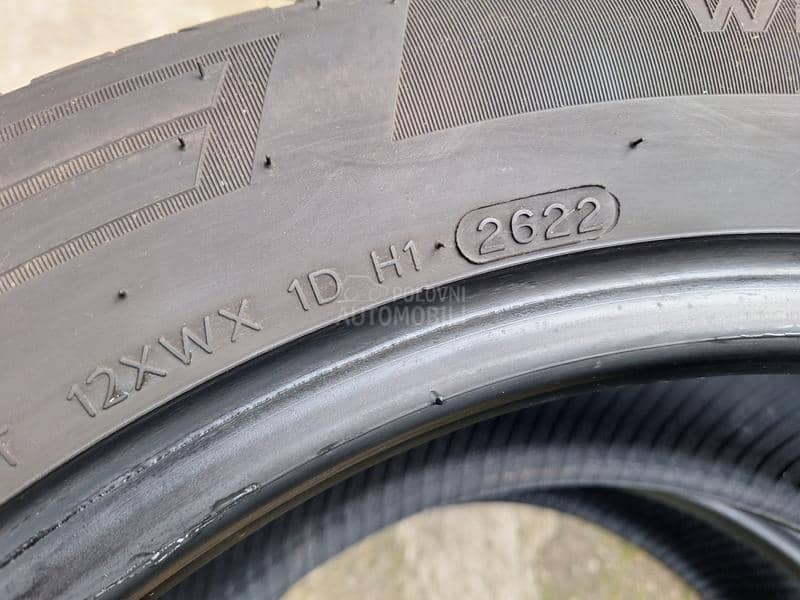 12XWX 1D H1 2622
POLOVNI
AUTOMOBILI